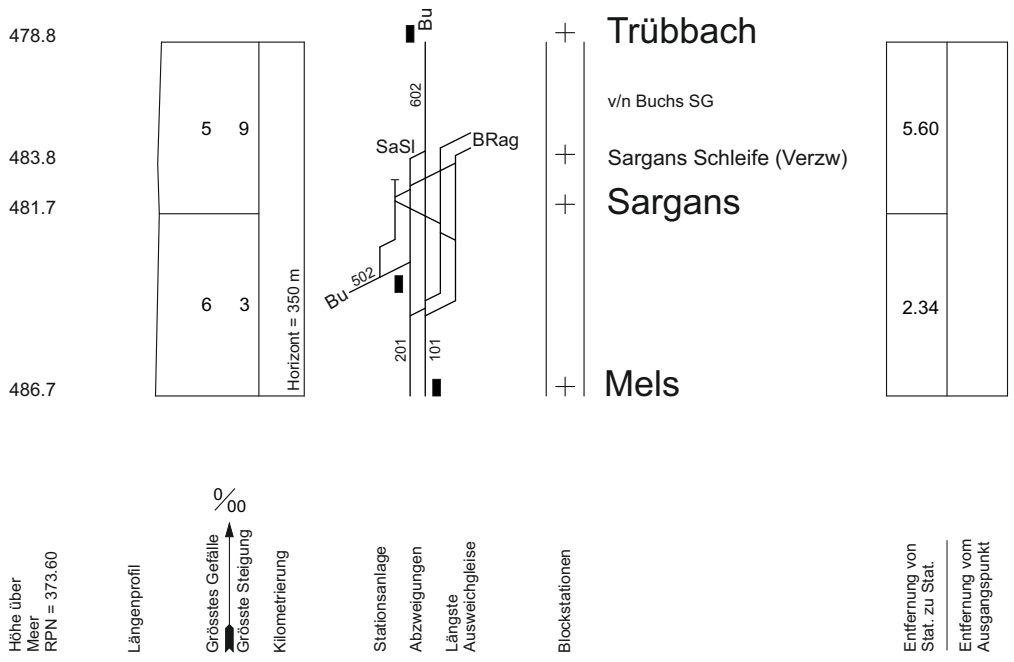 478.8
Bu
Trübbach
602
v/n Buchs SG
5 9
5.60
SaSl
BRag
483.8
Sargans Schleife (Verzw)
481.7
Sargans
Bu 502
6 3
Horizont = 350 m
2.34
201
101
486.7
Mels
0/00
Höhe über
Meer
RPN = 373.60
Längenprofil
Grösstes Gefälle
Grösste Steigung
Kilometrierung
Stationsanlage
Abzweigungen
Längste
Ausweichgleise
Blockstationen
Entfernung von
Stat. zu Stat.
Entfernung vom
Ausgangspunkt